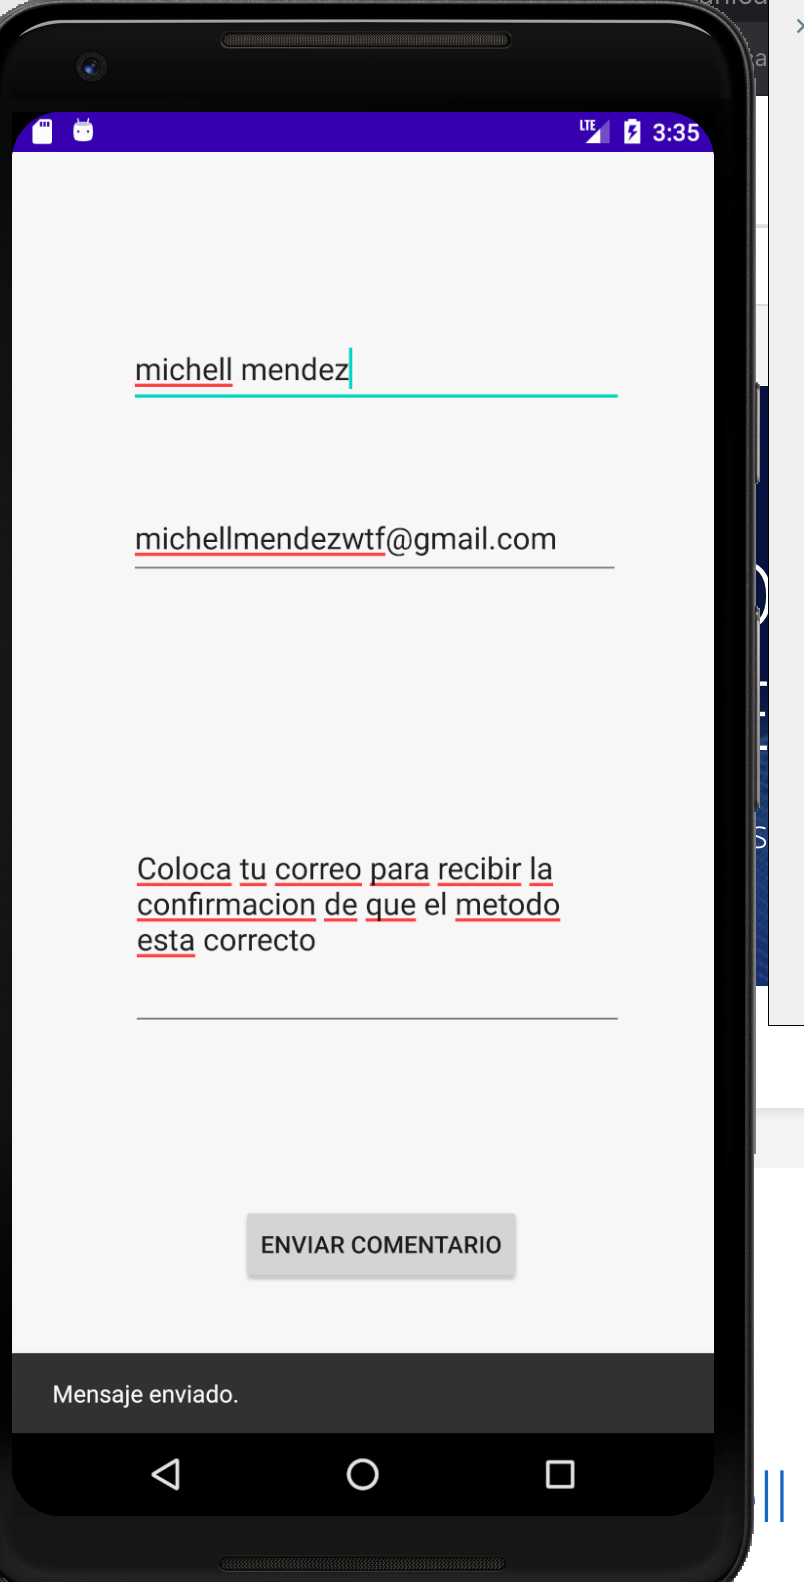 LTE 3:35
michell mendez
michellmendezwtf@gmail.com
Coloca tu correo para recibir la
confirmacion de que el metodo
esta correcto
ENVIAR COMENTARIO
Mensaje enviado.